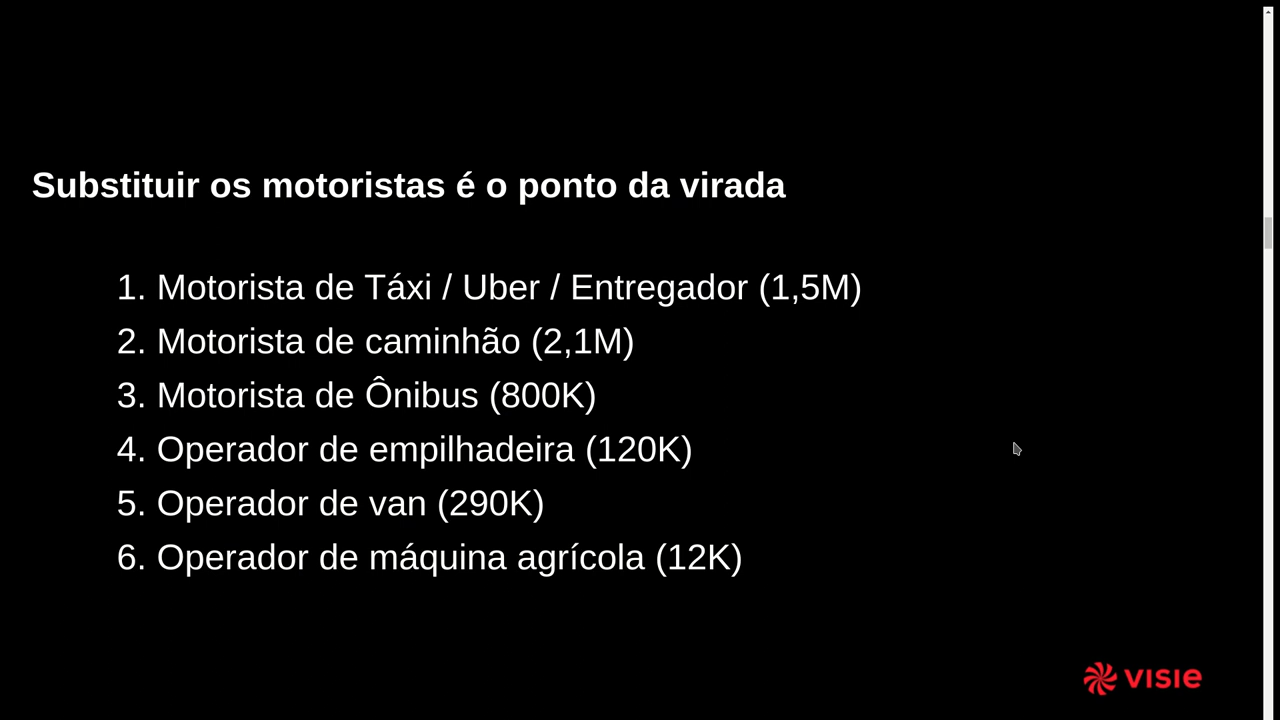 Substituir os motoristas é o ponto da virada
1. Motorista de Táxi / Uber / Entregador (1,5M)
2. Motorista de caminhão (2,1M)
3. Motorista de Ônibus (800K)
4. Operador de empilhadeira (120K)
5. Operador de van (290K)
6. Operador de máquina agrícola (12K)
VISIE